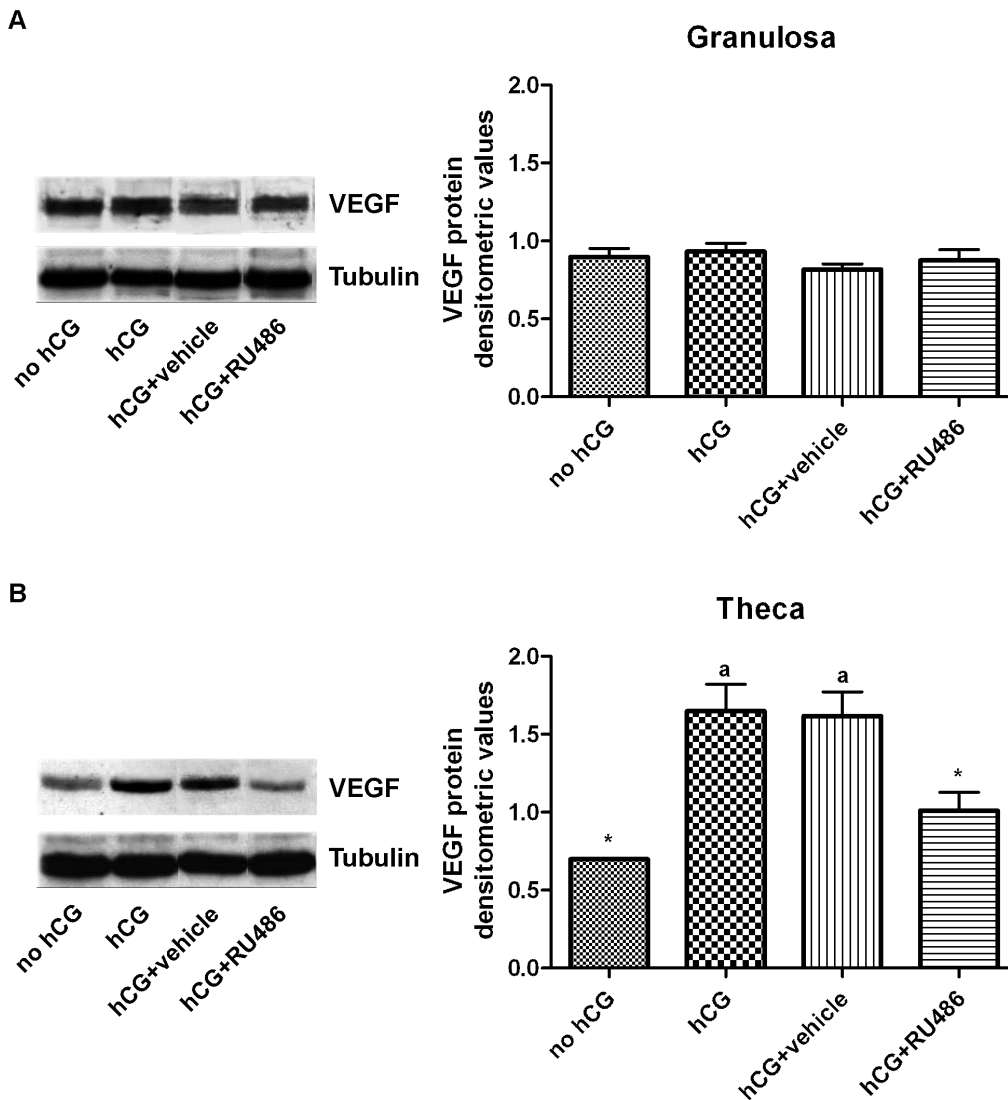 A
Granulosa
VEGF
Tubulin
no hCG
hCG
hCG+vehicle
hCG+RU486
VEGF protein
densitometric values
2.0
1.5
1.0
0.5
0.0
no hCG
hCG
hCG+vehicle
hCG+RU486
B
Theca
VEGF
Tubulin
no hCG
hCG
hCG+vehicle
hCG+RU486
VEGF protein
densitometric values
2.0
1.5
1.0
0.5
0.0
*
a
a
*
no hCG
hCG
hCG+vehicle
hCG+RU486